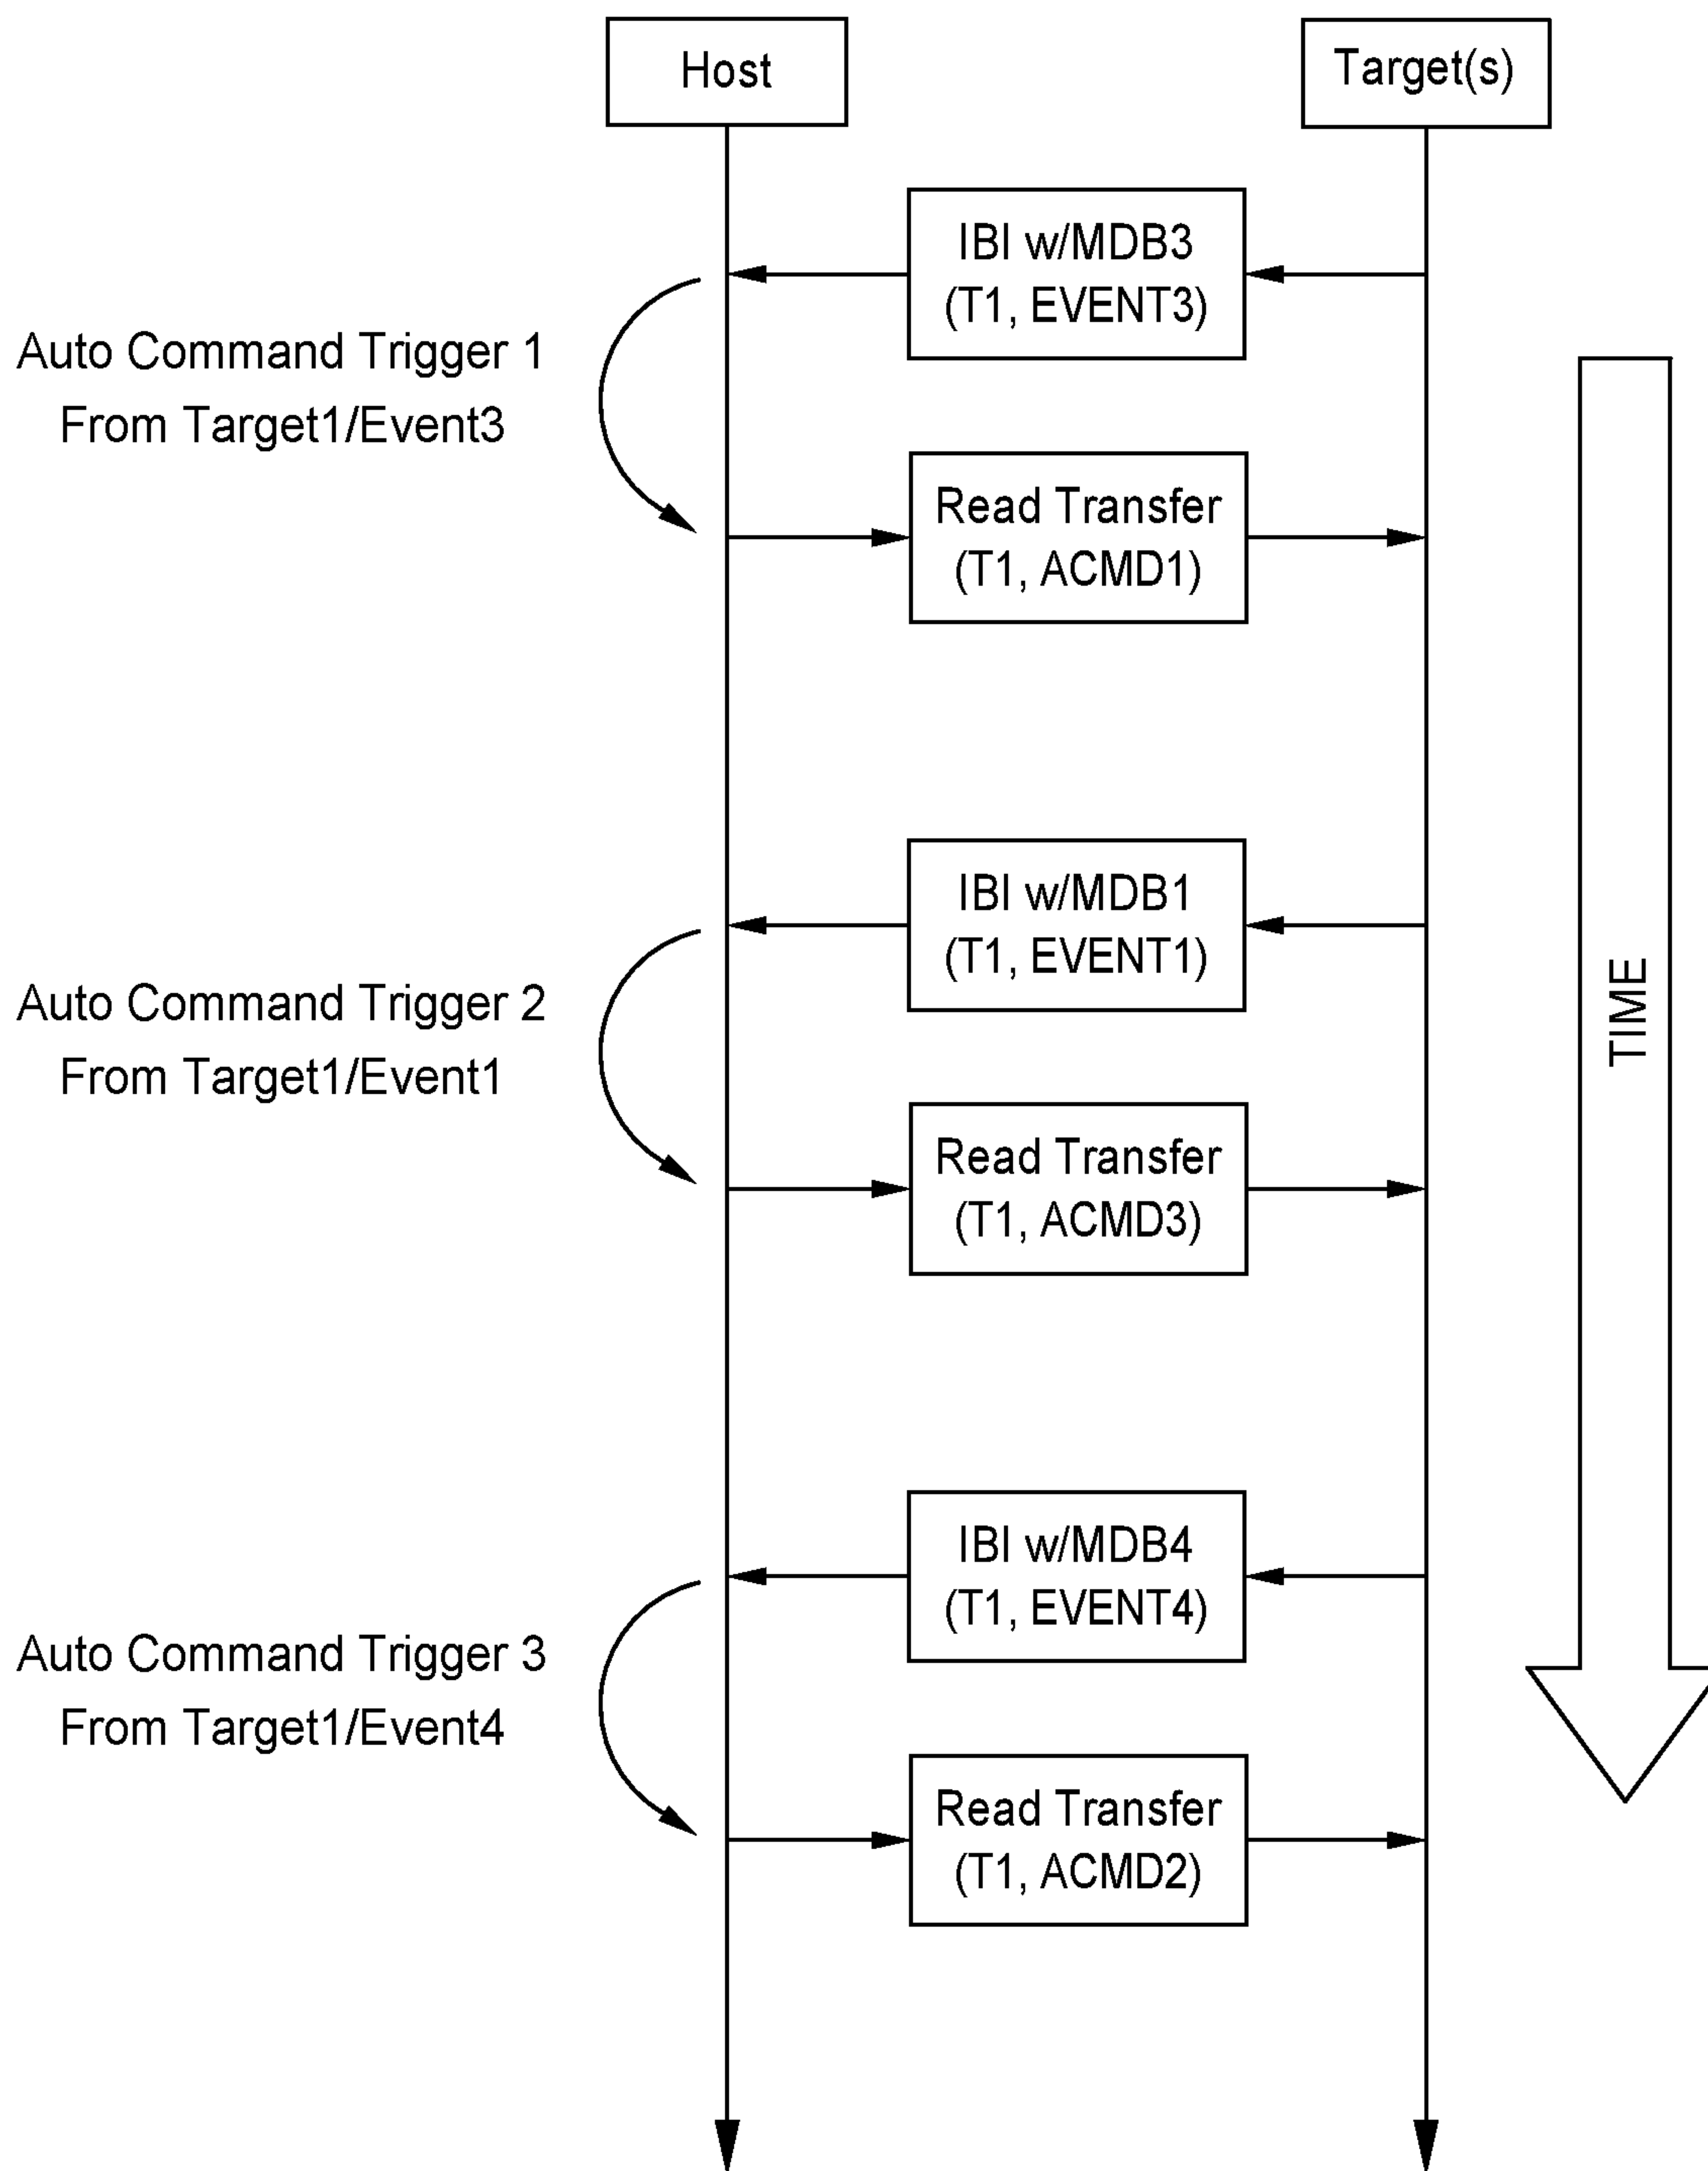 Host
Target(s)
IBI w/MDB3
(T1, EVENT3)
Auto Command Trigger 1
From Target1/Event3
Read Transfer
(T1, ACMD1)
IBI w/MDB1
(T1, EVENT1)
Auto Command Trigger 2
From Target1/Event1
TIME
Read Transfer
(T1, ACMD3)
IBI w/MDB4
(T1, EVENT4)
Auto Command Trigger 3
From Target1/Event4
Read Transfer
(T1, ACMD2)